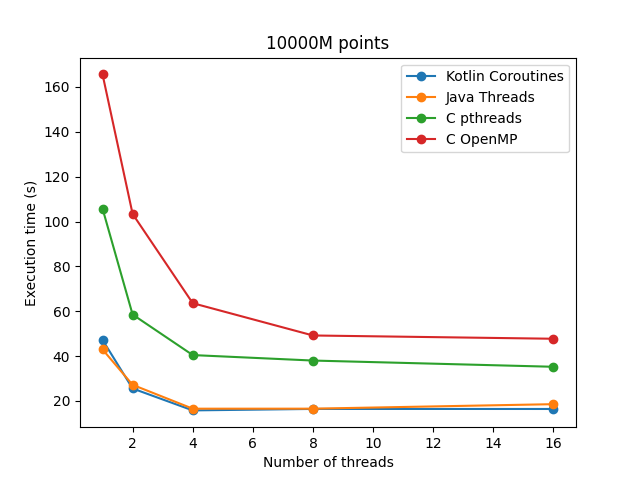 10000M points
Kotlin Coroutines
Java Threads
C pthreads
C OpenMP
Execution time (s)
160
140
120
100
80
60
40
20
2 4 6 8 10 12 14 16
Number of threads